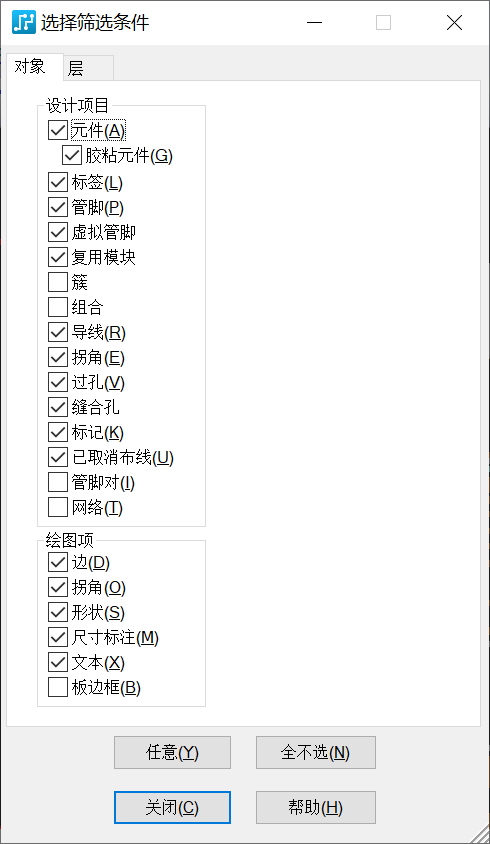 选择筛选条件
对象 层
设计项目
元件(A)
胶粘元件(G)
标签(L)
管脚(P)
虚拟管脚
复用模块
簇
组合
导线(R)
拐角(E)
过孔(V)
缝合孔
标记(K)
已取消布线(U)
管脚对(I)
网络(T)
绘图项
边(D)
拐角(O)
形状(S)
尺寸标注(M)
文本(X)
板边框(B)
任意(Y) 全不选(N)
关闭(C) 帮助(H)